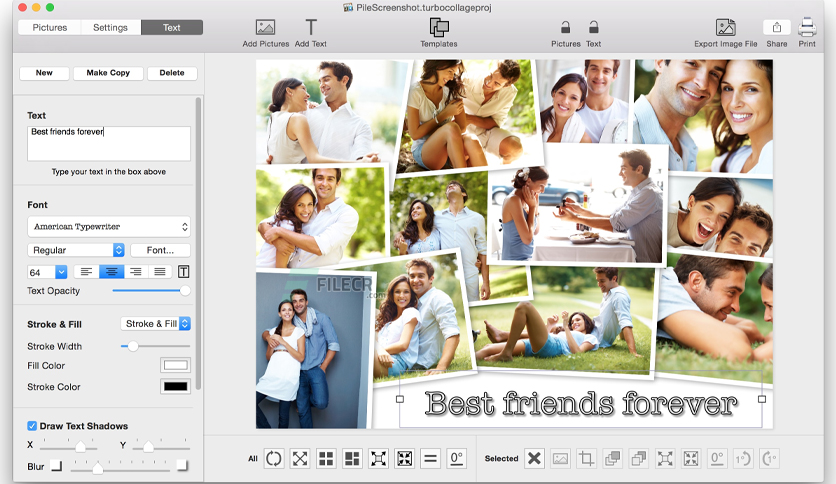 PileScreenshot.turbocollageproj
Pictures Settings Text
Add Pictures Add Text Templates Pictures Text Export Image File Share Print
New Make Copy Delete
Text
Best friends forever
Type your text in the box above
Font
American Typewriter
Regular Font...
64 T
Text Opacity
Stroke & Fill Stroke & Fill
Stroke Width
Fill Color
Stroke Color
Draw Text Shadows
X Y
Blur
FILECR
.com
Best friends forever
All 0° Selected 0° 1° 1°